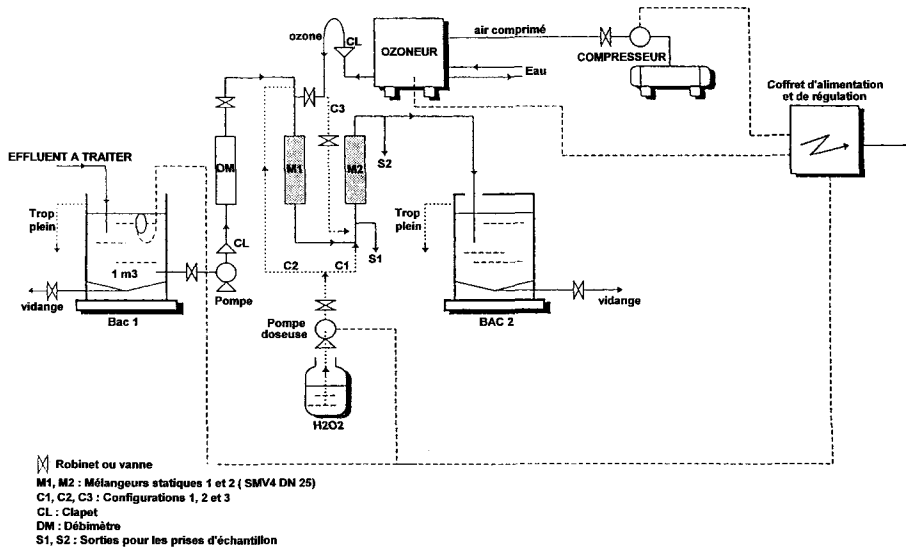 ozone
CL
OZONEUR
air comprimé
COMPRESSEUR
Eau
Coffret d'alimentation
et de régulation
C3
EFFLUENT A TRAITER
DM
M1
M2
S2
Trop
plein
1 m3
CL
Pompe
vidange
Bac 1
C2
C1
S1
Trop
plein
vidange
BAC 2
Pompe
doseuse
H2O2
Robinet ou vanne
M1, M2 : Mélangeurs statiques 1 et 2 ( SMV4 DN 25)
C1, C2, C3 : Configurations 1, 2 et 3
CL : Clapet
DM : Débimètre
S1, S2 : Sorties pour les prises d'échantillon